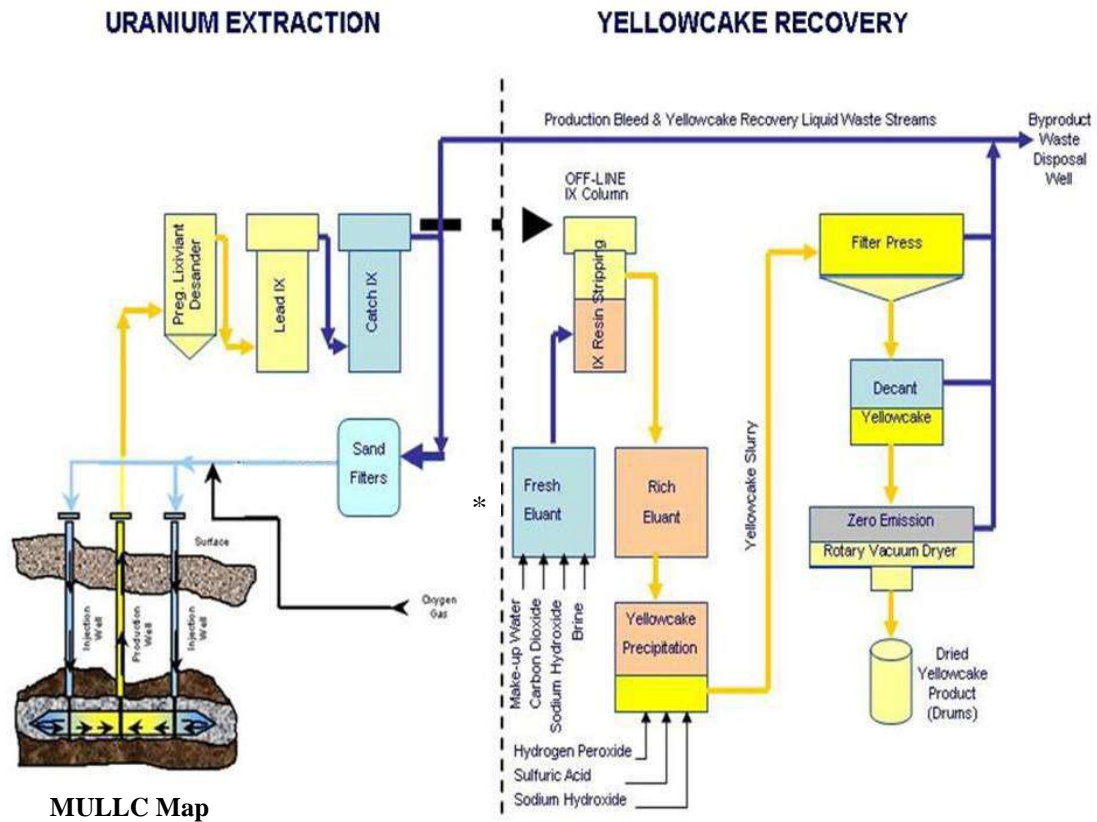 URANIUM EXTRACTION
YELLOWCAKE RECOVERY
Production Bleed & Yellowcake Recovery Liquid Waste Streams
Byproduct
Waste
Disposal
Well
OFF-LINE
IX Column
Preg. Lixiviant
Desander
Lead IX
Catch IX
IX Resin Stripping
Filter Press
Decant
Yellowcake
Sand
Filters
*
Fresh
Eluant
Rich
Eluant
Yellowcake Slurry
Zero Emission
Rotary Vacuum Dryer
Surface
Injection
Well
Production
Well
Injection
Well
Oxygen
Gas
Make-up Water
Carbon Dioxide
Sodium Hydroxide
Brine
Yellowcake
Precipitation
Dried
Yellowcake
Product
(Drums)
Hydrogen Peroxide
Sulfuric Acid
Sodium Hydroxide
MULLC Map